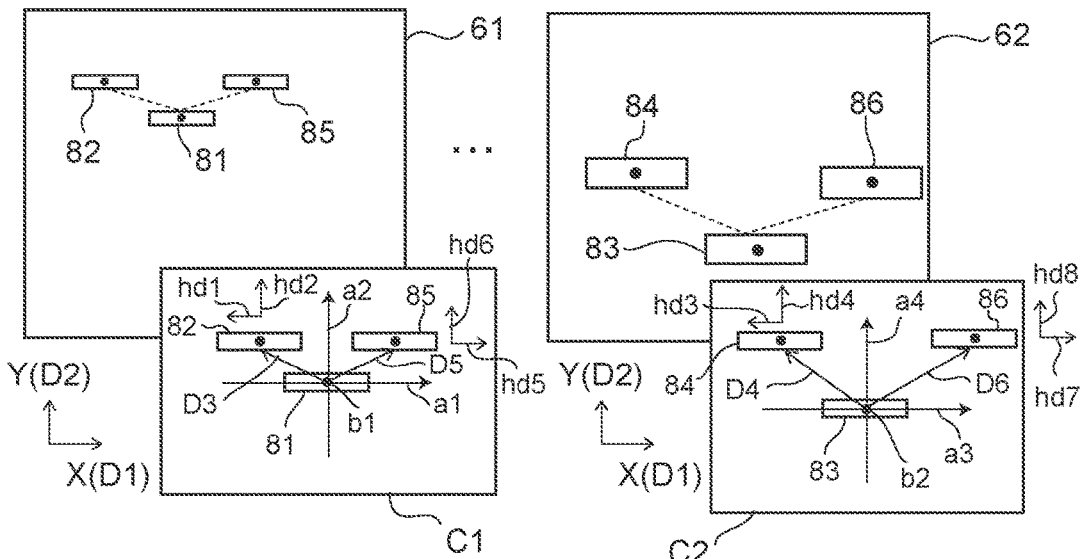 61
82
81
85
...
62
84
86
83
hd6
hd1
hd2
a2
85
82
hd5
D3
D5
a1
81
b1
Y(D2)
X(D1)
C1
hd8
hd3
hd4
a4
86
84
D4
D6
hd7
83
a3
b2
Y(D2)
X(D1)
C2